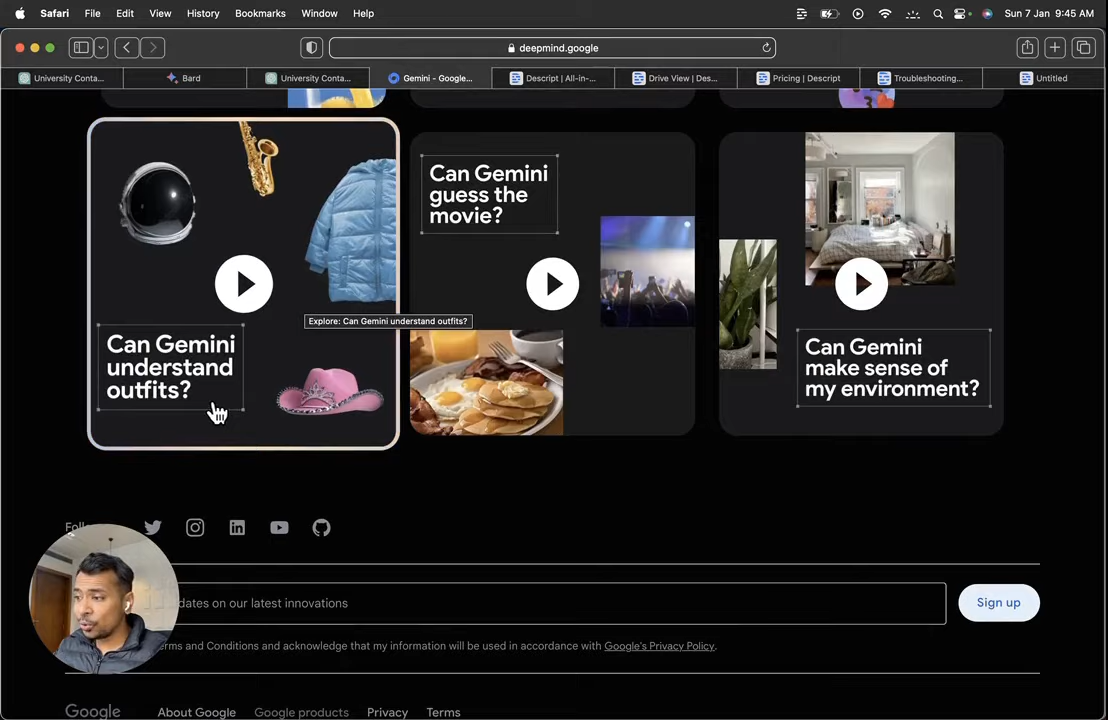 Safari File Edit View History Bookmarks Window Help
Sun 7 Jan 9:45 AM
deepmind.google
University Conta...
Bard
University Conta...
Gemini - Google...
Descript | All-in-...
Drive View | Des...
Pricing | Descript
Troubleshooting...
Untitled
Can Gemini
understand
outfits?
Explore: Can Gemini understand outfits?
Can Gemini
guess the
movie?
Can Gemini
make sense of
my environment?
dates on our latest innovations
Sign up
and Conditions and acknowledge that my information will be used in accordance with Google's Privacy Policy.
Google About Google Google products Privacy Terms